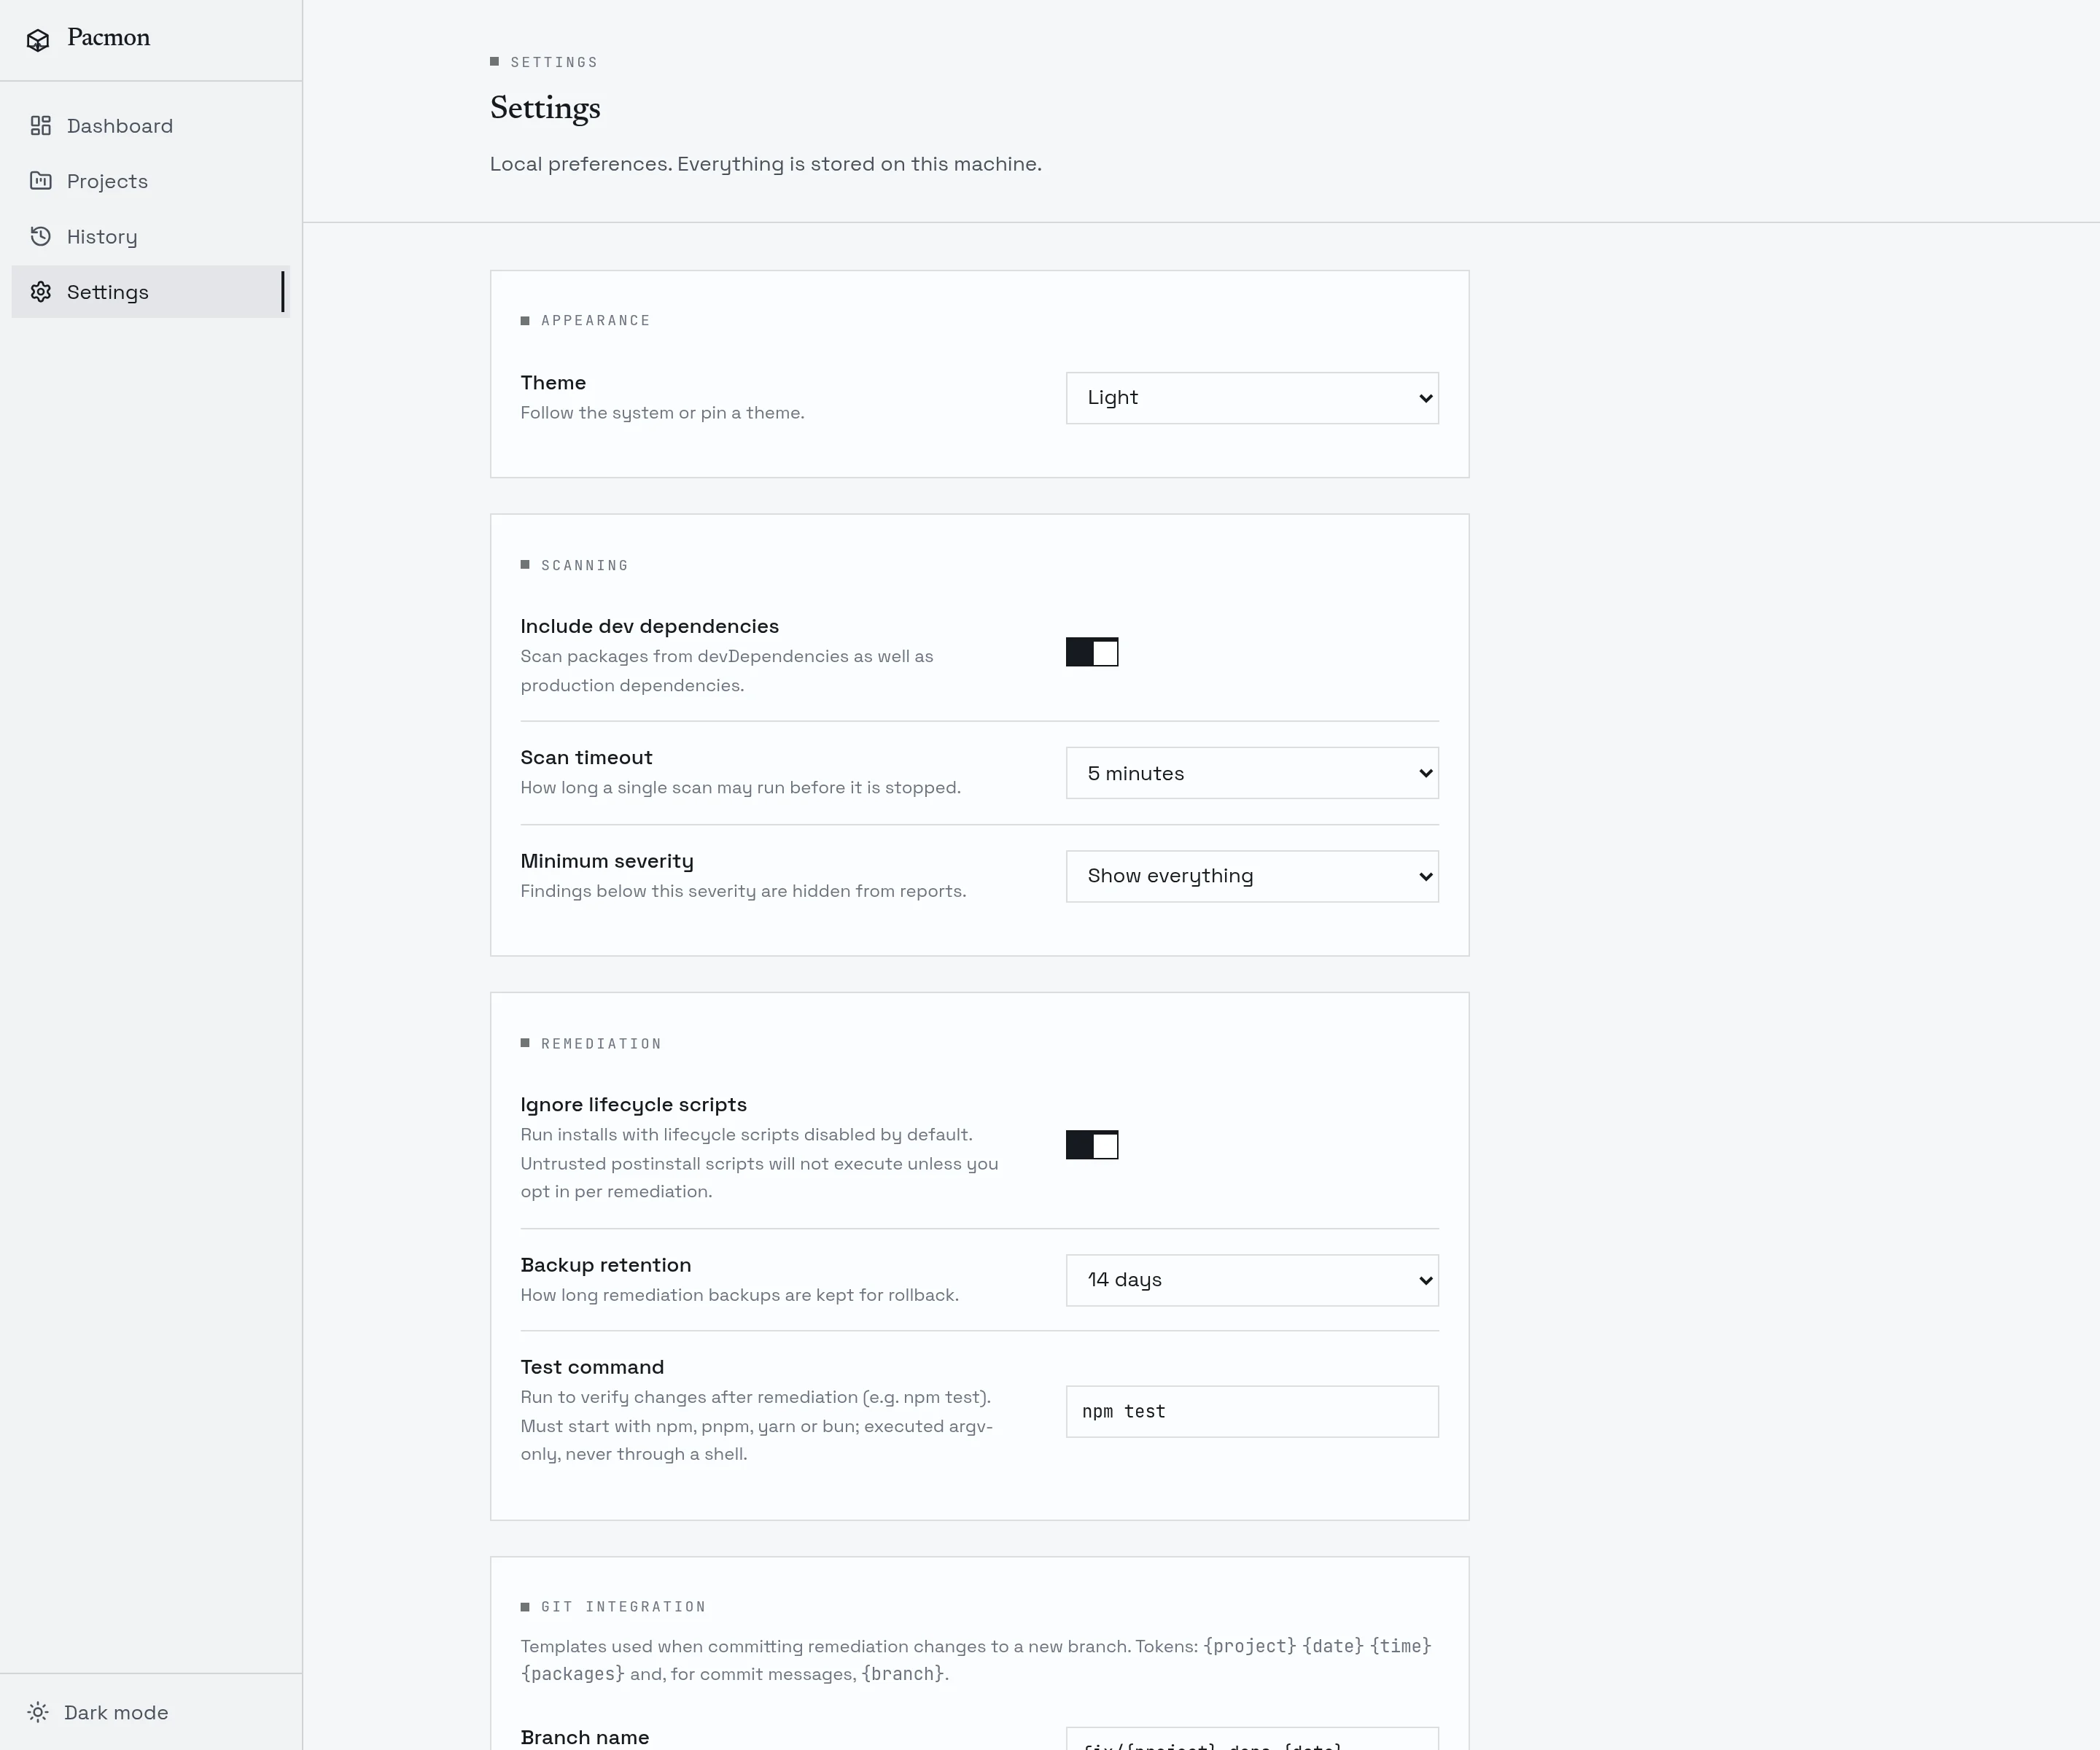 Pacmon
Dashboard
Projects
History
Settings
Dark mode
SETTINGS
Settings
Local preferences. Everything is stored on this machine.
APPEARANCE
Theme
Follow the system or pin a theme.
Light
SCANNING
Include dev dependencies
Scan packages from devDependencies as well as
production dependencies.
Scan timeout
How long a single scan may run before it is stopped.
5 minutes
Minimum severity
Findings below this severity are hidden from reports.
Show everything
REMEDIATION
Ignore lifecycle scripts
Run installs with lifecycle scripts disabled by default.
Untrusted postinstall scripts will not execute unless you
opt in per remediation.
Backup retention
How long remediation backups are kept for rollback.
14 days
Test command
Run to verify changes after remediation (e.g. npm test).
Must start with npm, pnpm, yarn or bun; executed argv-
only, never through a shell.
npm test
GIT INTEGRATION
Templates used when committing remediation changes to a new branch. Tokens: {project} {date} {time}
{packages} and, for commit messages, {branch}.
Branch name